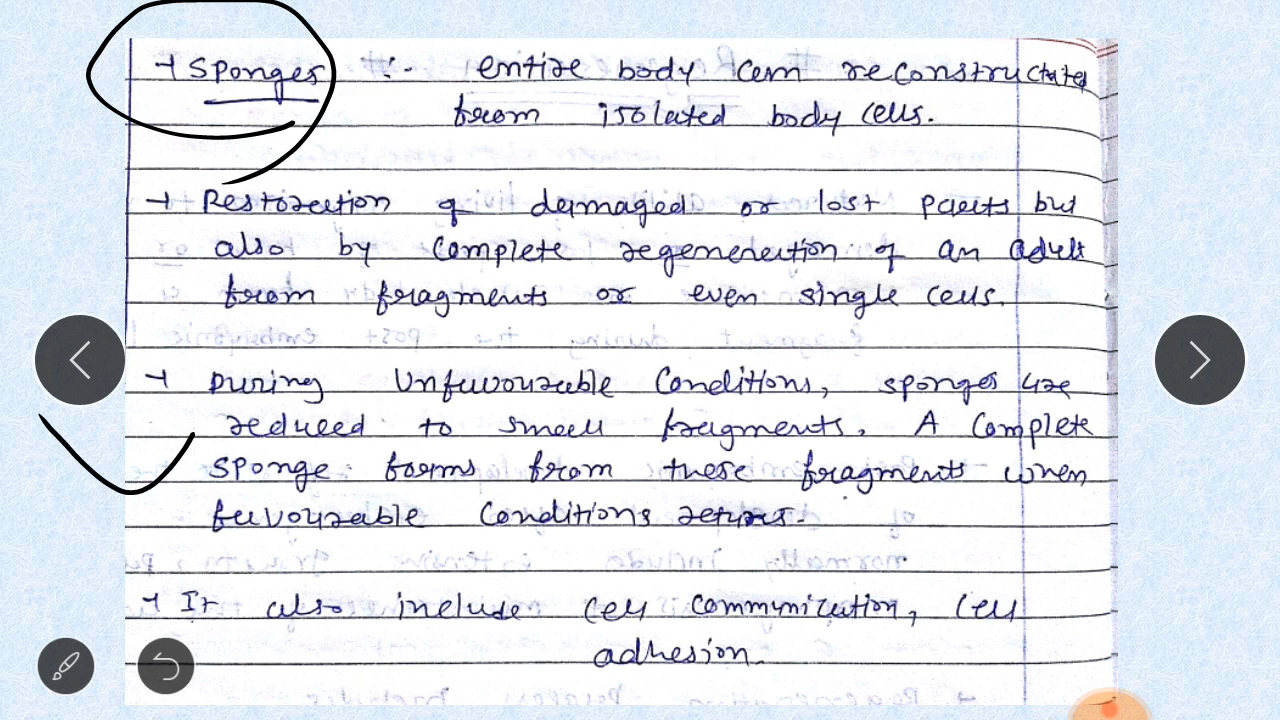 → Sponges :- entire body can reconstructed
from isolated body cells.
→ Restoration of damaged or lost parts but
also by complete regeneration of an adult
from fragments or even single cells.
→ During Unfavourable Conditions, sponges are
reduced to small fragments. A Complete
sponge forms from these fragments when
favourable Conditions returns.
→ It also include cell communication, cell
adhesion.